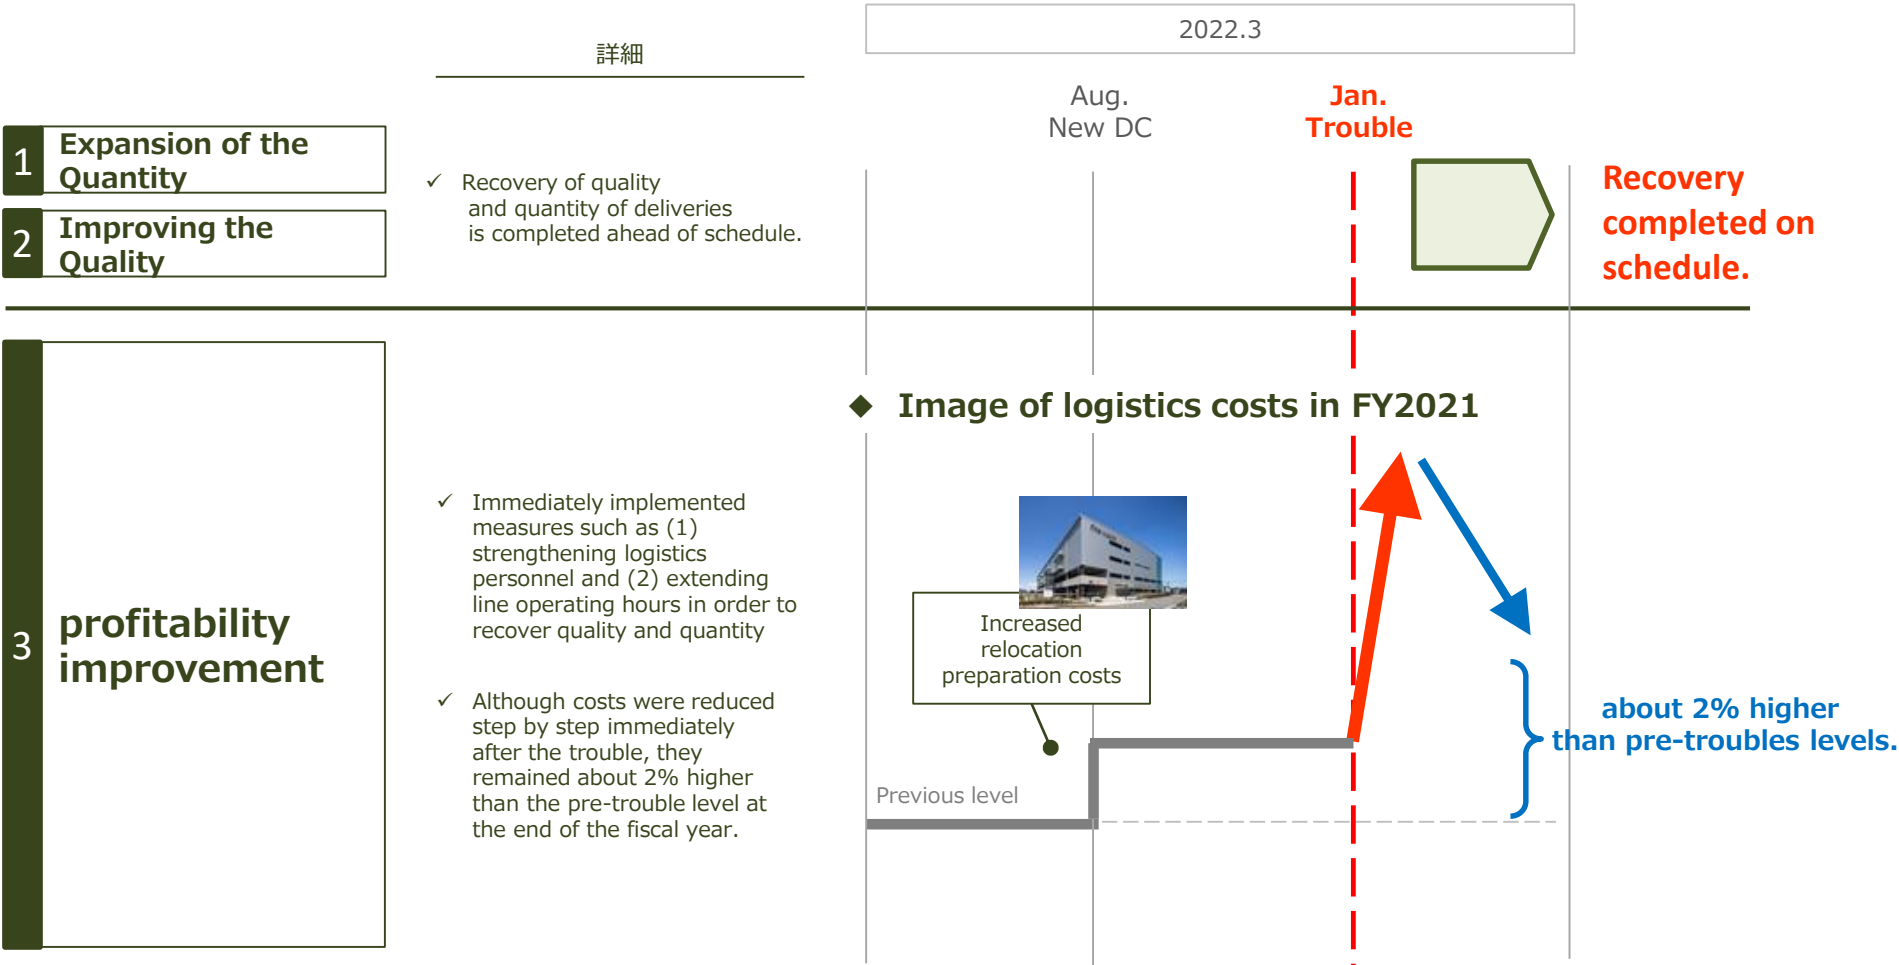 2022.3
詳細
Aug.
New DC
Jan.
Trouble
1
Expansion of the
Quantity
2
Improving the
Quality
✓ Recovery of quality
and quantity of deliveries
is completed ahead of schedule.
Recovery
completed on
schedule.
◆ Image of logistics costs in FY2021
3
profitability
improvement
✓ Immediately implemented
measures such as (1)
strengthening logistics
personnel and (2) extending
line operating hours in order to
recover quality and quantity
✓ Although costs were reduced
step by step immediately
after the trouble, they
remained about 2% higher
than the pre-trouble level at
the end of the fiscal year.
Increased
relocation
preparation costs
Previous level
about 2% higher
than pre-troubles levels.